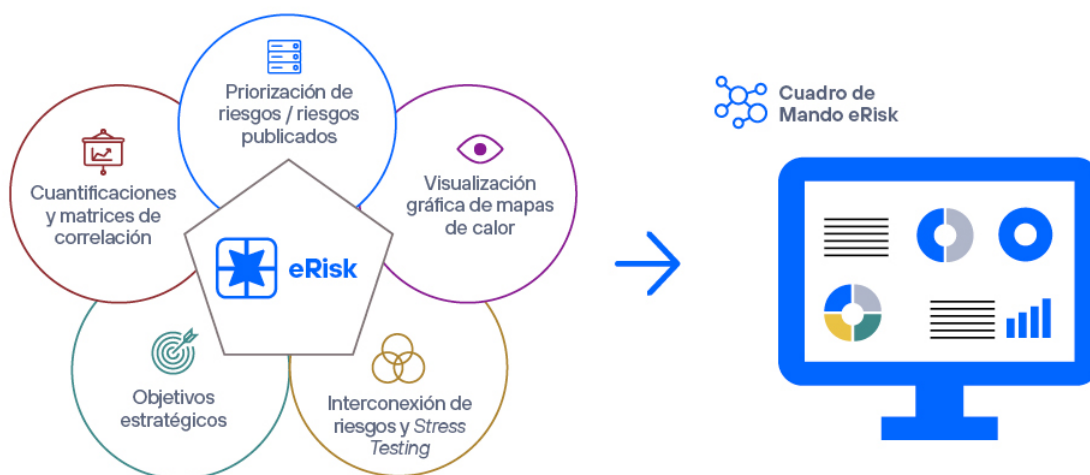 Priorización de
riesgos / riesgos
publicados
Cuantificaciones
y matrices de
correlación
Visualización
gráfica de mapas
de calor
eRisk
Objetivos
estratégicos
Interconexión de
riesgos y Stress
Testing
Cuadro de
Mando eRisk